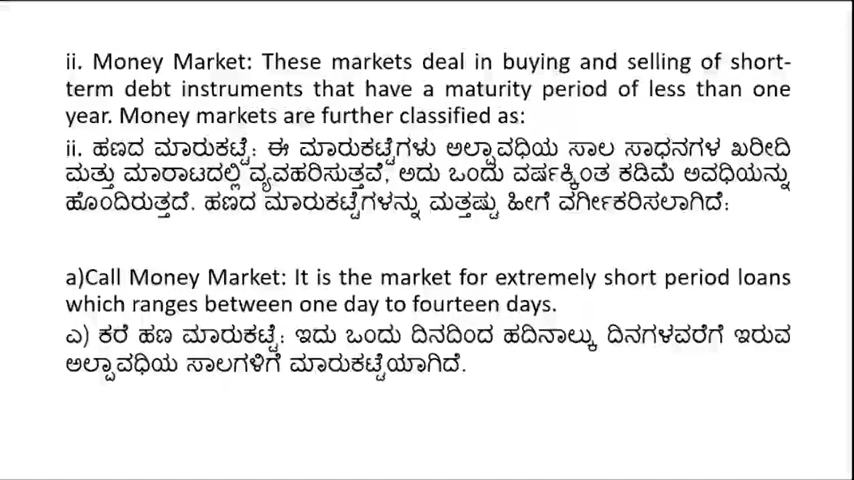 ii. Money Market: These markets deal in buying and selling of short-
term debt instruments that have a maturity period of less than one
year. Money markets are further classified as:
ii. ಹಣದ ಮಾರುಕಟ್ಟೆ: ಈ ಮಾರುಕಟ್ಟೆಗಳು ಅಲ್ಪಾವಧಿಯ ಸಾಲ ಸಾಧನಗಳ ಖರೀದಿ
ಮತ್ತು ಮಾರಾಟದಲ್ಲಿ ವ್ಯವಹರಿಸುತ್ತವೆ, ಅದು ಒಂದು ವರ್ಷಕ್ಕಿಂತ ಕಡಿಮೆ ಅವಧಿಯನ್ನು
ಹೊಂದಿರುತ್ತದೆ. ಹಣದ ಮಾರುಕಟ್ಟೆಗಳನ್ನು ಮತ್ತಷ್ಟು ಹೀಗೆ ವರ್ಗೀಕರಿಸಲಾಗಿದೆ:
a)Call Money Market: It is the market for extremely short period loans
which ranges between one day to fourteen days.
ಎ) ಕರೆ ಹಣ ಮಾರುಕಟ್ಟೆ: ಇದು ಒಂದು ದಿನದಿಂದ ಹದಿನಾಲ್ಕು ದಿನಗಳವರೆಗೆ ಇರುವ
ಅಲ್ಪಾವಧಿಯ ಸಾಲಗಳಿಗೆ ಮಾರುಕಟ್ಟೆಯಾಗಿದೆ.